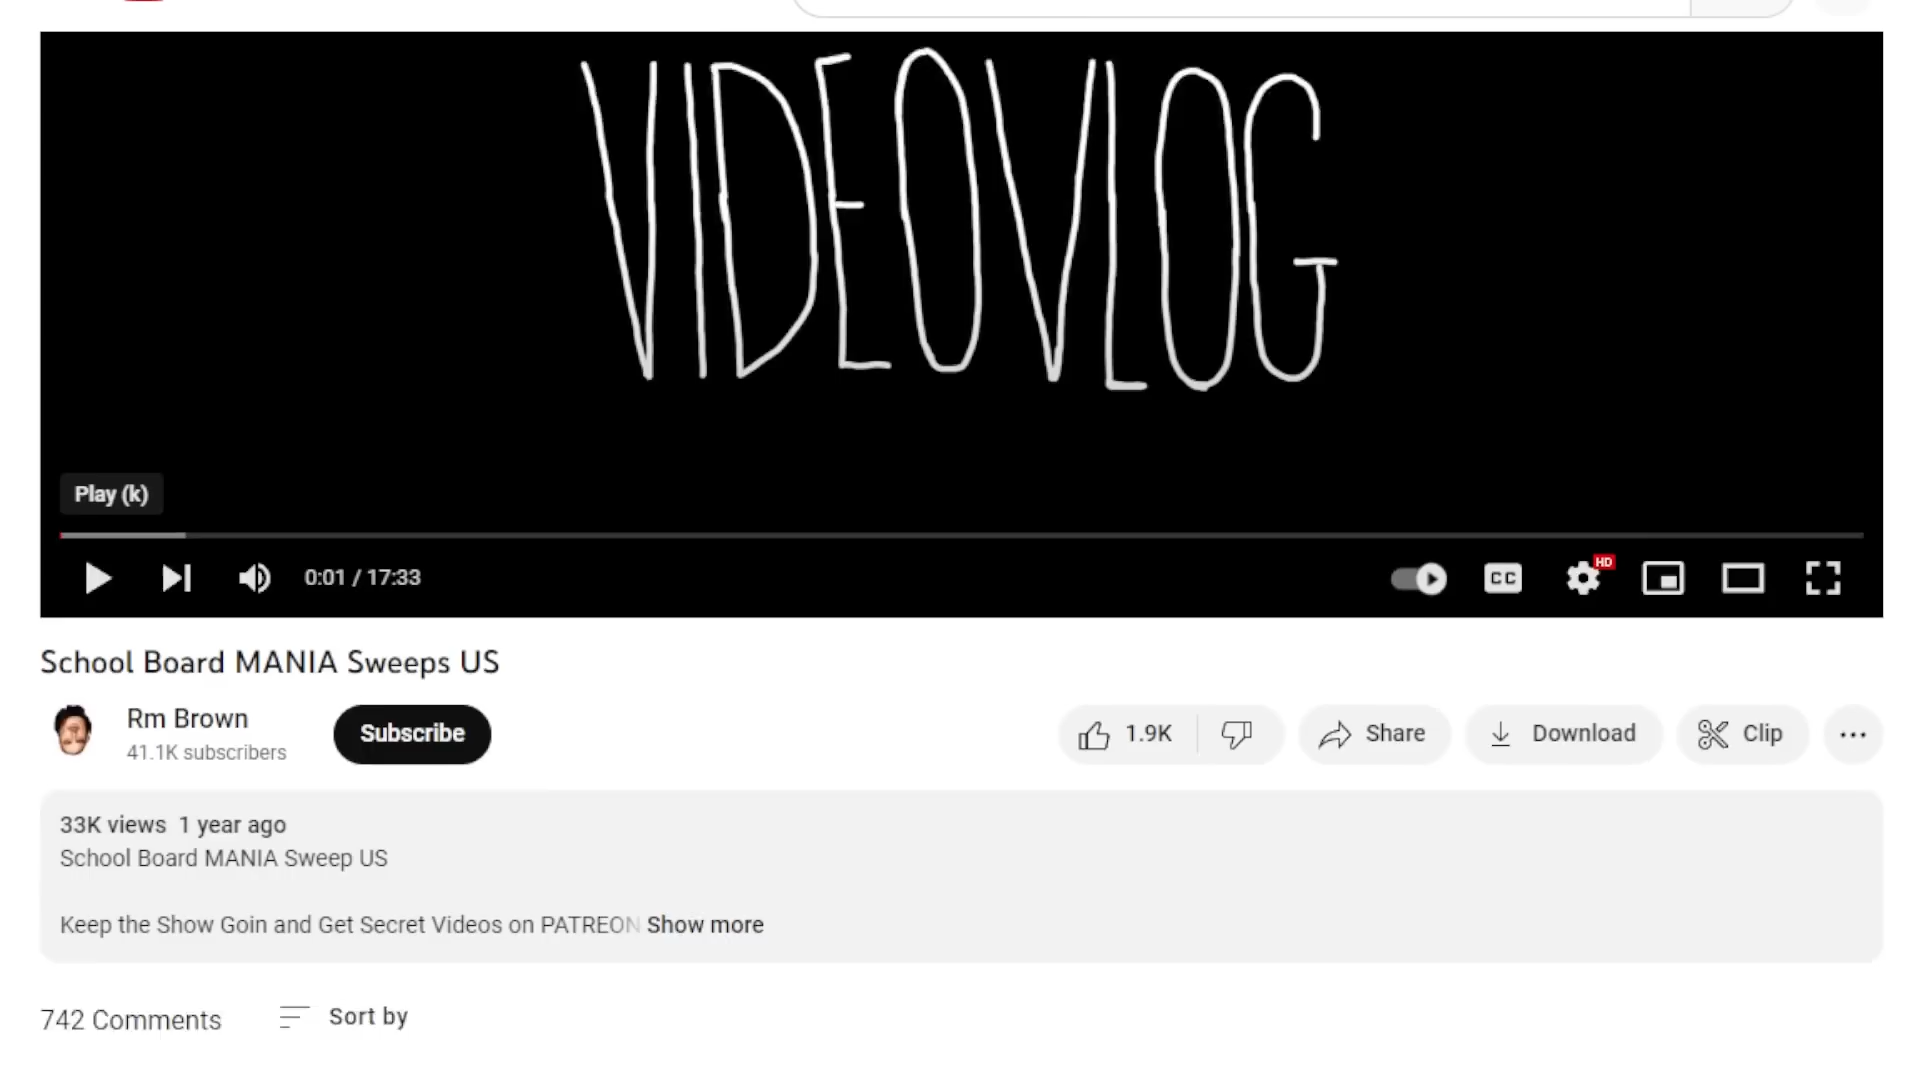 VIDEOVLOG
Play (k)
0:01 / 17:33
CC
HD
School Board MANIA Sweeps US
Rm Brown
41.1K subscribers
Subscribe
1.9K
Share
Download
Clip
33K views 1 year ago
School Board MANIA Sweep US
Keep the Show Goin and Get Secret Videos on PATREON Show more
742 Comments
Sort by